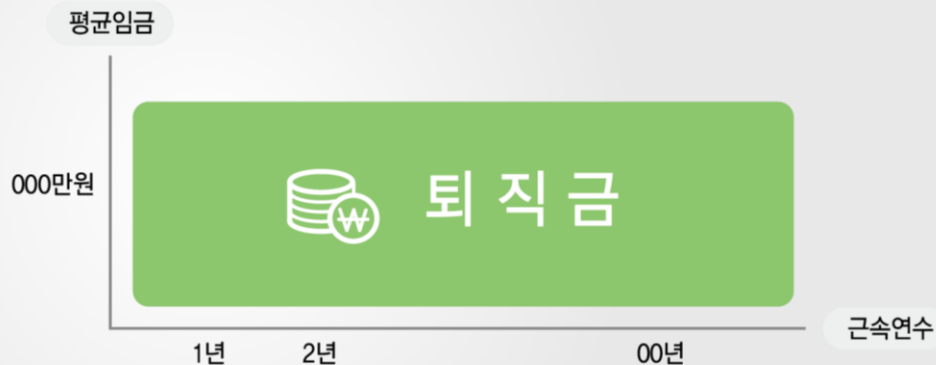 평균임금
000만원
₩ 퇴직금
근속연수
1년 2년 00년